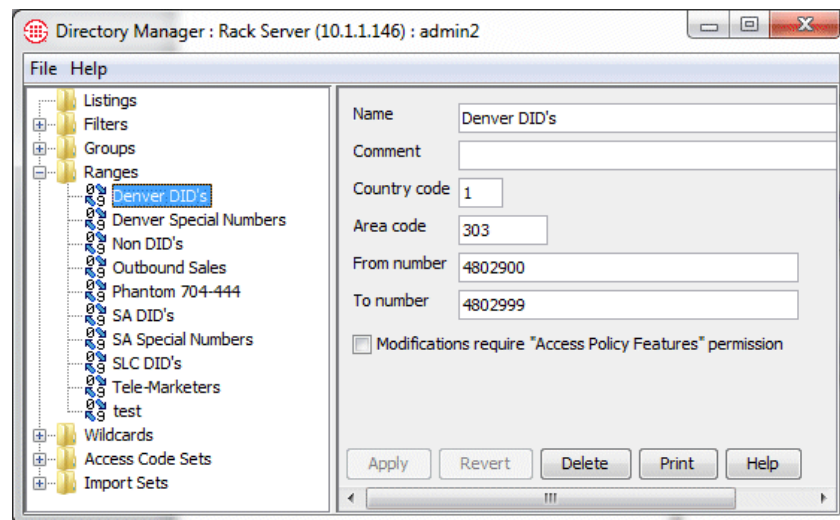 Directory Manager : Rack Server (10.1.1.146) : admin2
File Help
Listings
Filters
Groups
Ranges
Denver DID's
Denver Special Numbers
Non DID's
Outbound Sales
Phantom 704-444
SA DID's
SA Special Numbers
SLC DID's
Tele-Marketers
test
Wildcards
Access Code Sets
Import Sets
Name Denver DID's
Comment
Country code 1
Area code 303
From number 4802900
To number 4802999
Modifications require "Access Policy Features" permission
Apply Revert Delete Print Help